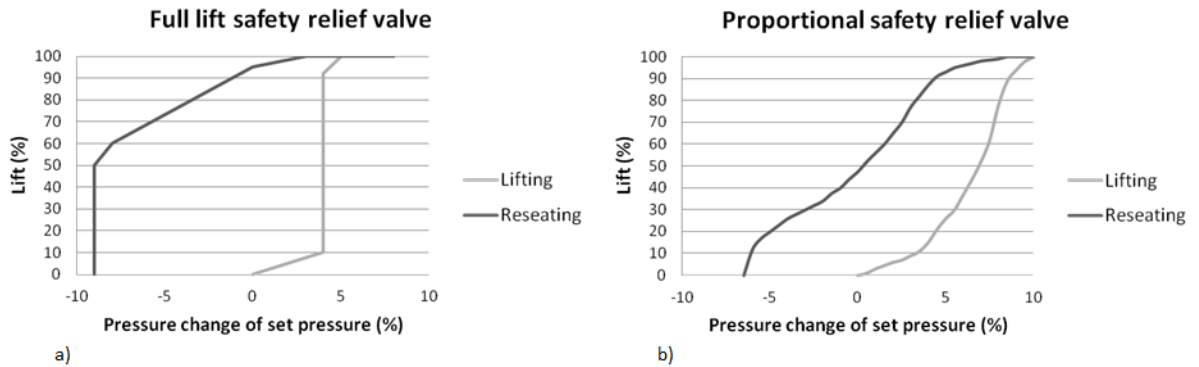 Full lift safety relief valve
100
90
80
70
60
50
40
30
20
10
0
Lift (%)
-10 -5 0 5 10
Pressure change of set pressure (%)
Lifting
Reseating
a)
Proportional safety relief valve
100
90
80
70
60
50
40
30
20
10
0
Lift (%)
-10 -5 0 5 10
Pressure change of set pressure (%)
Lifting
Reseating
b)